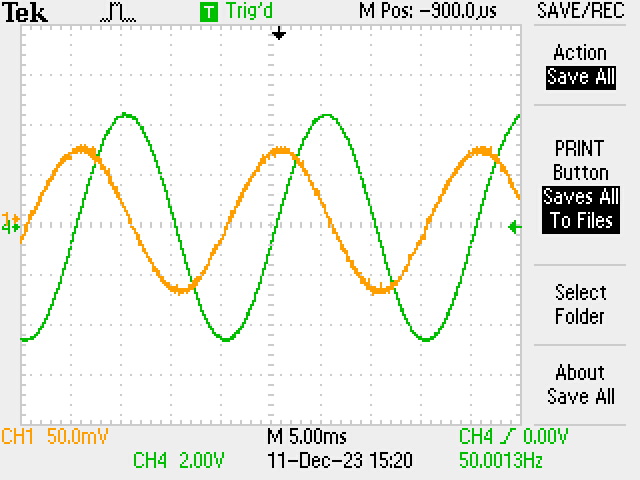 Tek T Trig'd M Pos: -900.0µs SAVE/REC
Action
Save All
PRINT
Button
Saves All
To Files
Select
Folder
About
Save All
1
4
CH1 50.0mV M 5.00ms CH4 / 0.00V
CH4 2.00V 11-Dec-23 15:20 50.0013Hz